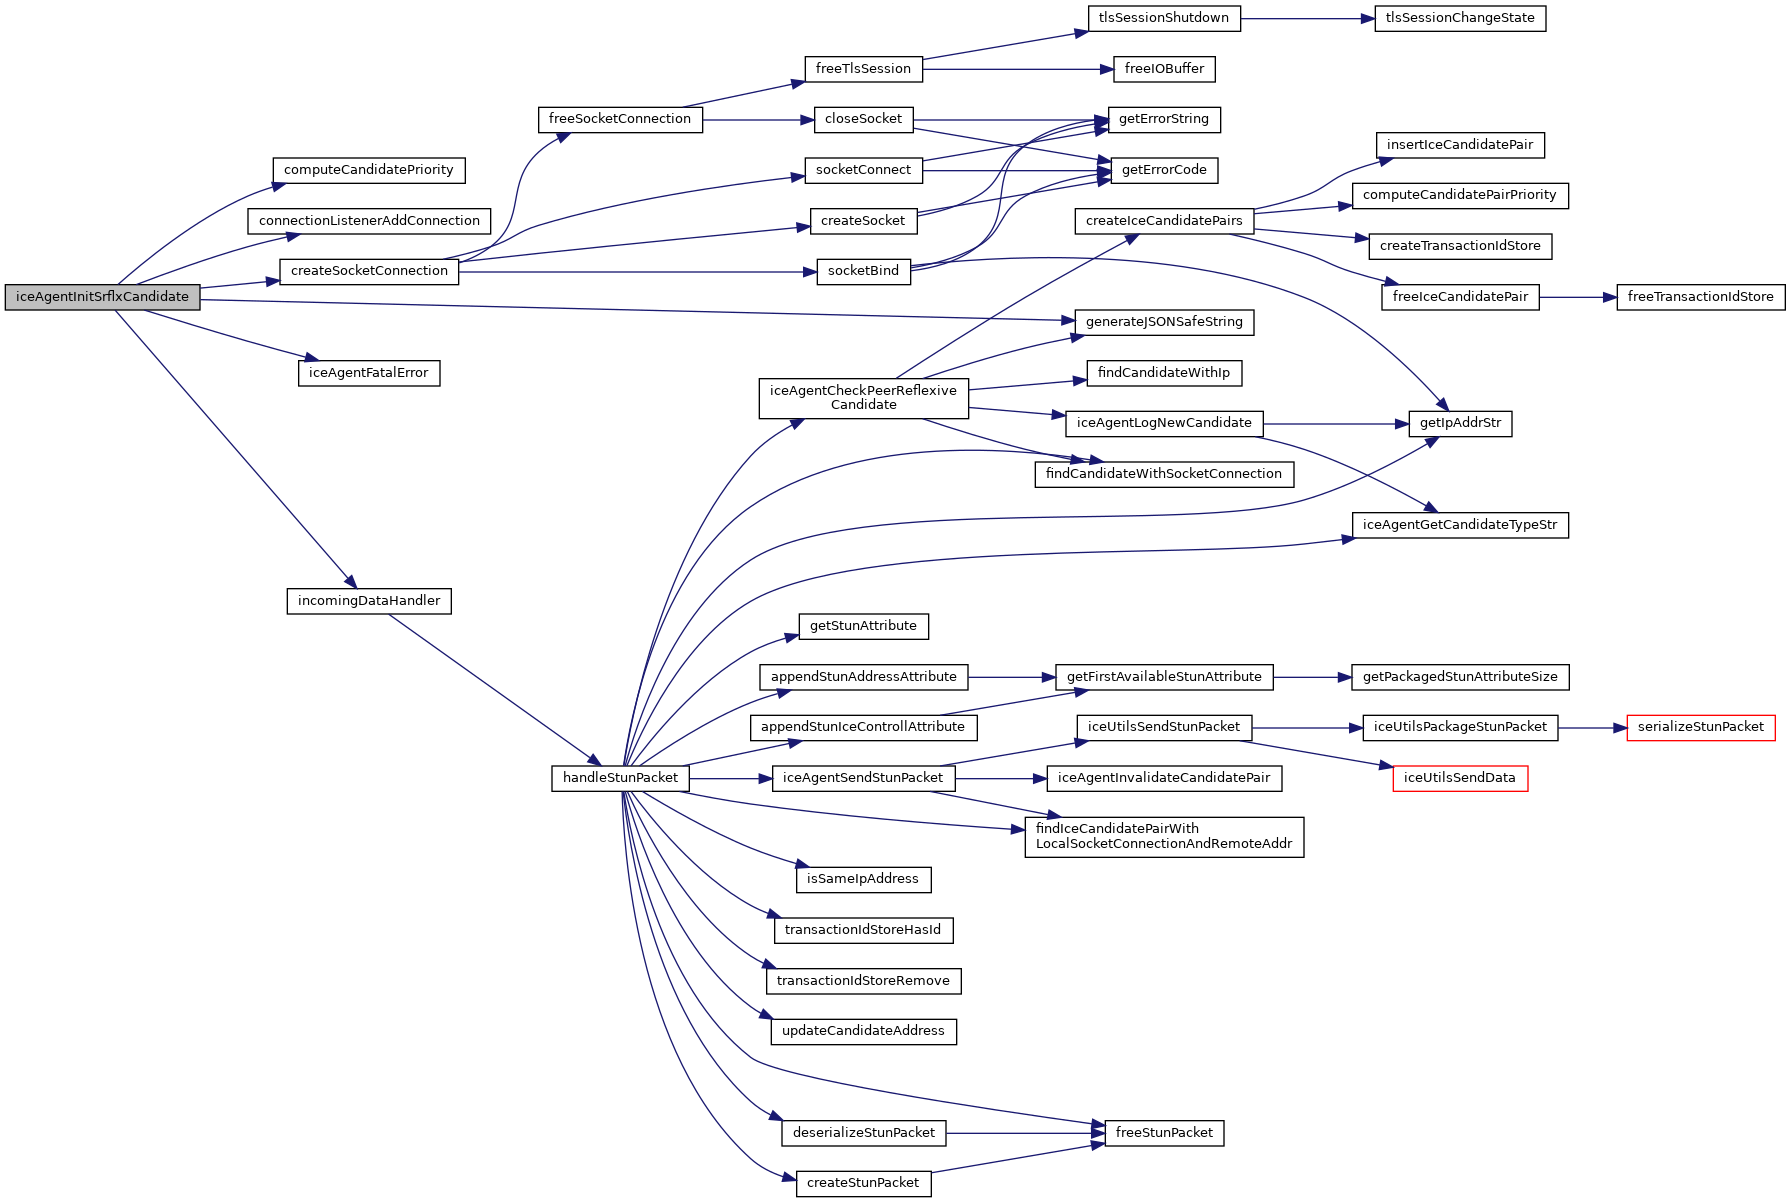 tlsSessionShutdown
tlsSessionChangeState
freeTlsSession
freeIOBuffer
freeSocketConnection
closeSocket
getErrorString
insertIceCandidatePair
computeCandidatePriority
socketConnect
getErrorCode
computeCandidatePairPriority
connectionListenerAddConnection
createSocket
createIceCandidatePairs
createTransactionIdStore
createSocketConnection
socketBind
iceAgentInitSrflxCandidate
freeIceCandidatePair
freeTransactionIdStore
generateJSONSafeString
iceAgentFatalError
findCandidateWithIp
iceAgentCheckPeerReflexive
Candidate
iceAgentLogNewCandidate
getIpAddrStr
findCandidateWithSocketConnection
iceAgentGetCandidateTypeStr
incomingDataHandler
getStunAttribute
appendStunAddressAttribute
getFirstAvailableStunAttribute
getPackagedStunAttributeSize
appendStunIceControllAttribute
iceUtilsSendStunPacket
iceUtilsPackageStunPacket
serializeStunPacket
handleStunPacket
iceAgentSendStunPacket
iceAgentInvalidateCandidatePair
iceUtilsSendData
findIceCandidatePairWith
LocalSocketConnectionAndRemoteAddr
isSameIpAddress
transactionIdStoreHasId
transactionIdStoreRemove
updateCandidateAddress
deserializeStunPacket
freeStunPacket
createStunPacket